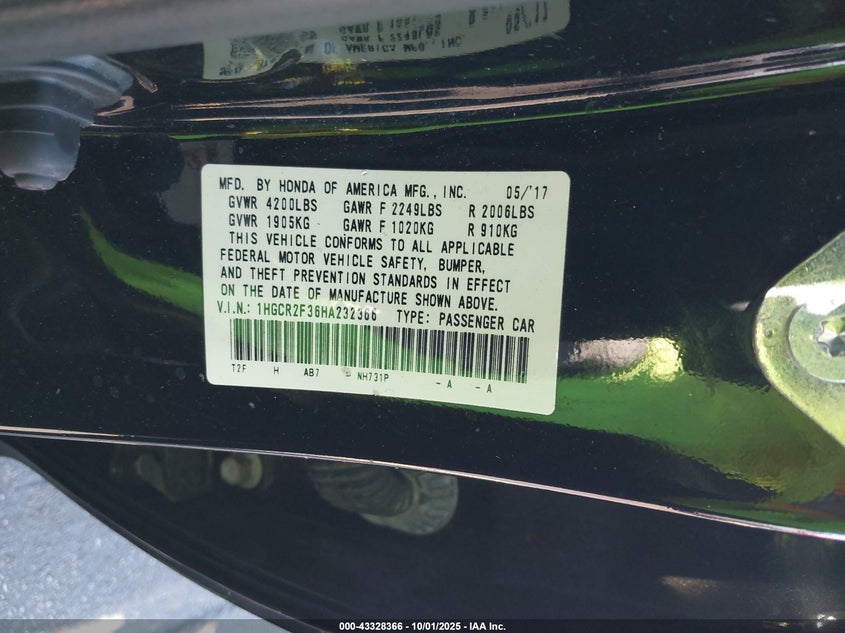 MFD. BY HONDA OF AMERICA MFG., INC. 05/'17
GVWR 4200LBS GAWR F 2249LBS R 2006LBS
GVWR 1905KG GAWR F 1020KG R 910KG
THIS VEHICLE CONFORMS TO ALL APPLICABLE
FEDERAL MOTOR VEHICLE SAFETY, BUMPER,
AND THEFT PREVENTION STANDARDS IN EFFECT
ON THE DATE OF MANUFACTURE SHOWN ABOVE.
V.I.N.: 1HGCR2F36HA232366 TYPE: PASSENGER CAR
T2F H AB7 NH731P -A -A
000-43328366 - 10/01/2025 - IAA Inc.